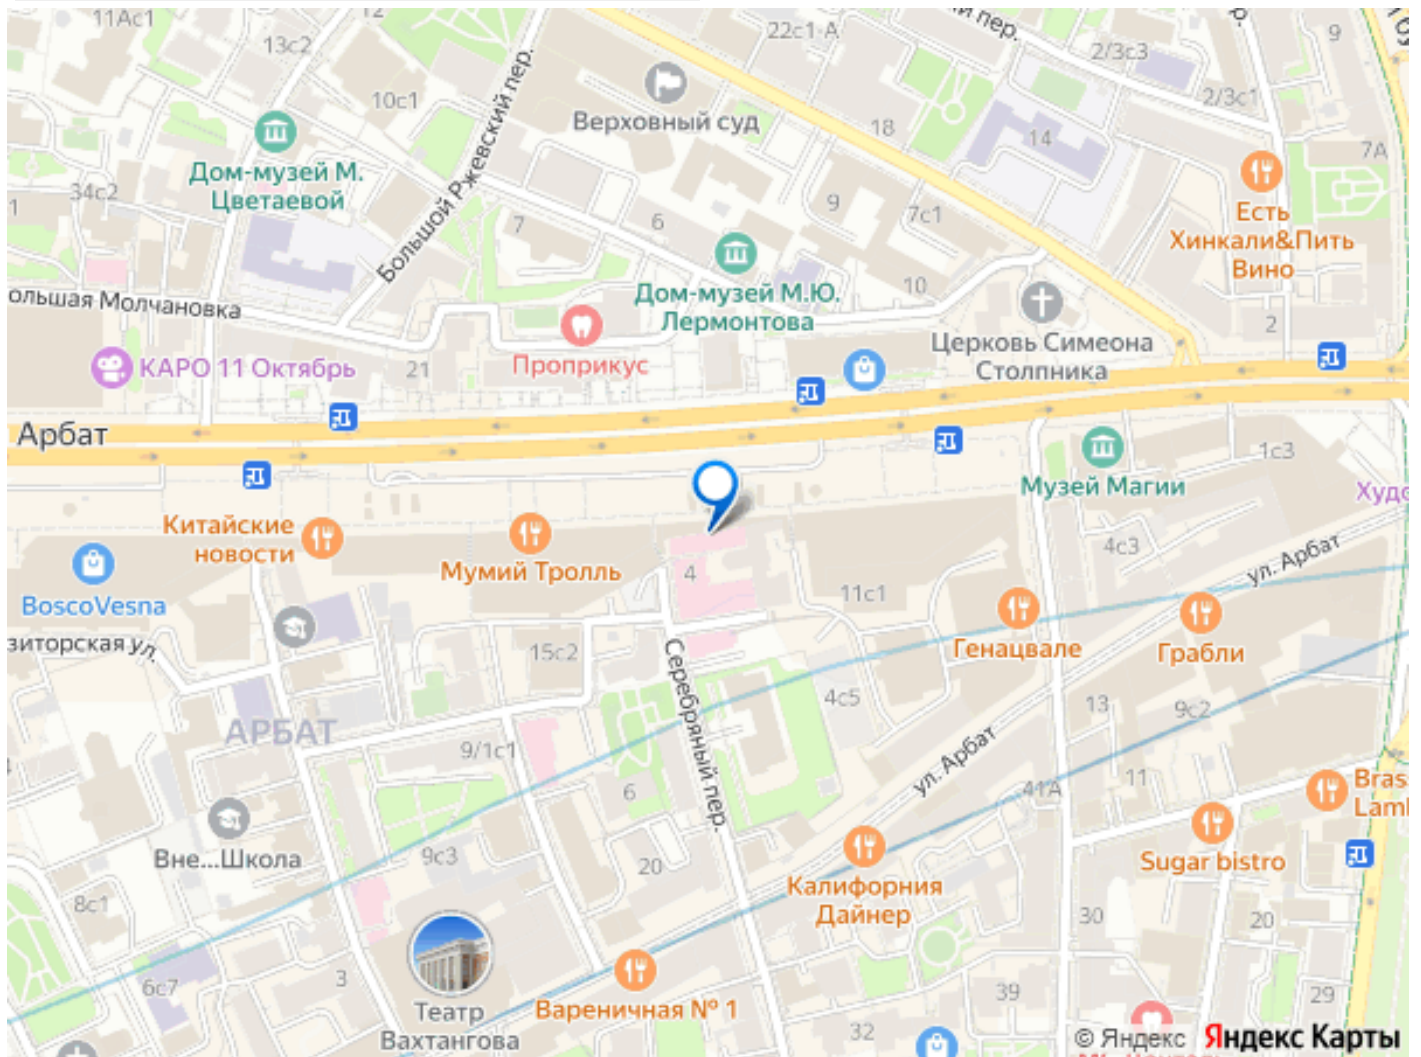 11Ас1
12
13с2
22с1-А
пер.
2/3с3
9
10с1
Верховный суд
2/3с1
18
14
7А
Дом-музей М.
Цветаевой
34с2
1
Большой Ржевский пер.
7
6
9
7с1
Есть
Хинкали&Пить
Вино
10
Дом-музей М.Ю.
Лермонтова
ольшая Молчановка
2
Проприкус
Церковь Симеона
Столпника
КАРО 11 Октябрь
21
Арбат
1с3
Музей Магии
Худо
Китайские
новости
Мумий Тролль
4
4с3
ул. Арбат
BoscoVesna
11с1
зиторская ул.
15с2
Генацвале
Грабли
Серебряный пер.
4с5
13
9с2
АРБАТ
9/1с1
ул. Арбат
6
41А
11
Bras
Laml
Вне...Школа
9с3
20
Sugar bistro
Калифорния
Дайнер
8с1
30
20
3
6с7
Театр
Вахтангова
Вареничная № 1
39
29
32
© Яндекс Яндекс Карты